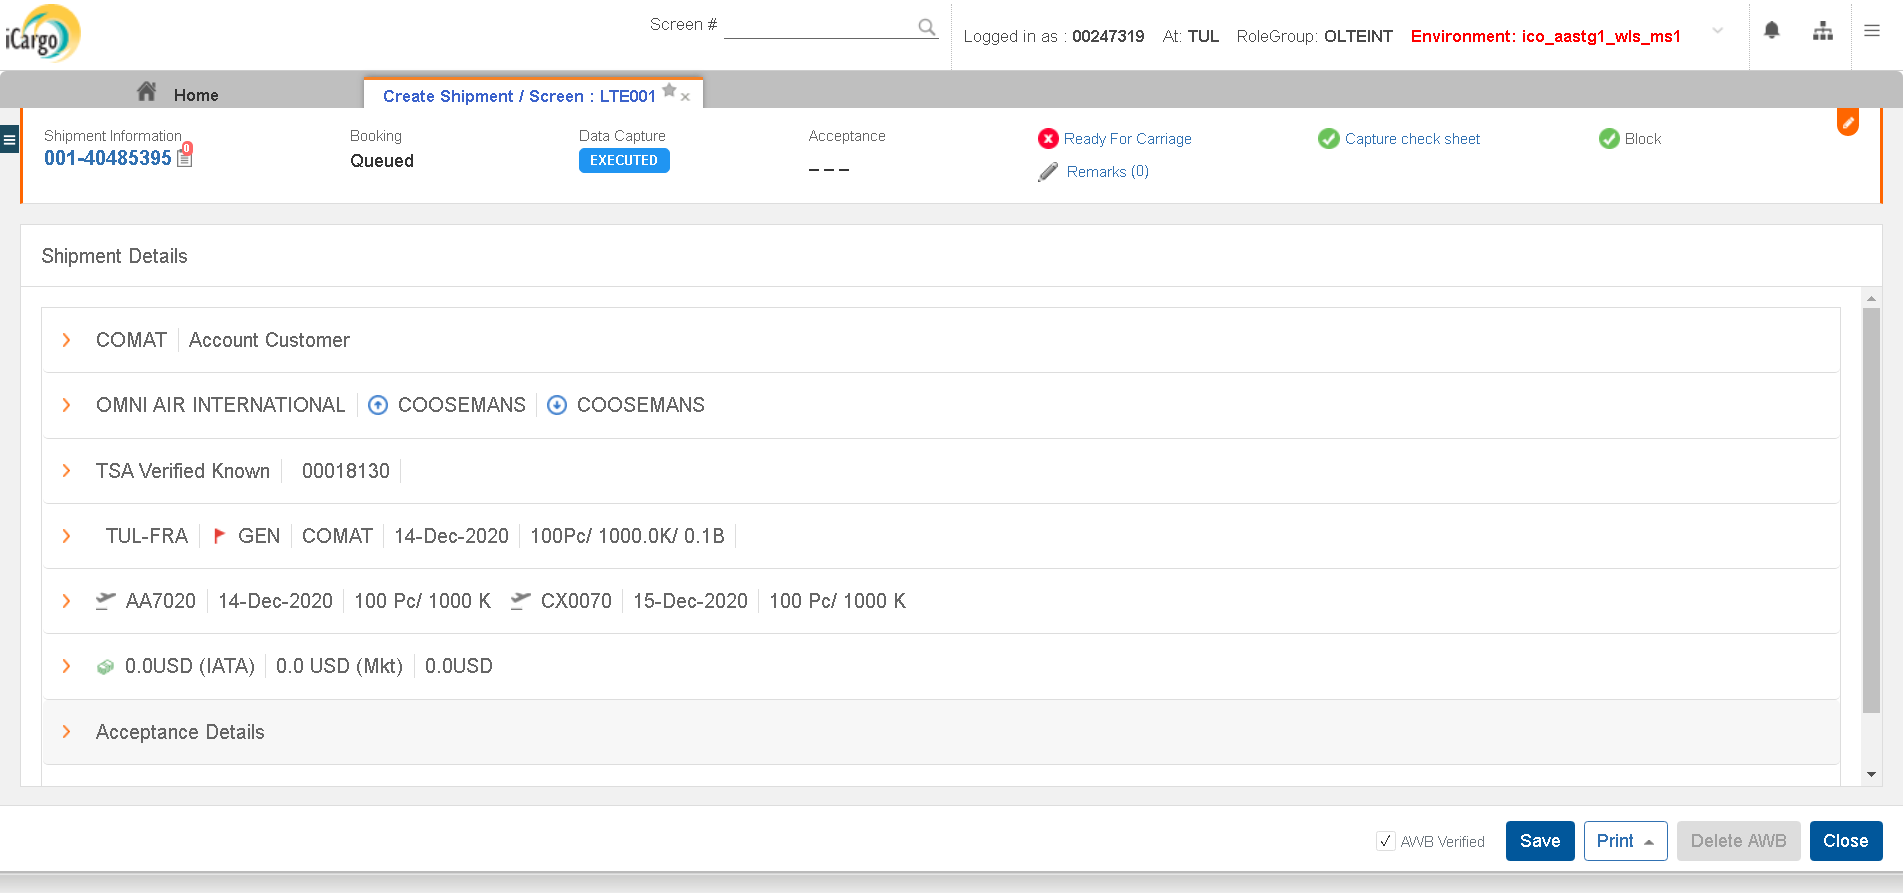 iCargo
Screen #
Logged in as : 00247319 At: TUL RoleGroup: OLTEINT Environment: ico_aastg1_wls_ms1
Home
Create Shipment / Screen : LTE001 ×
Shipment Information
001-40485395 0
Booking
Queued
Data Capture
EXECUTED
Acceptance
– – –
Ready For Carriage
Remarks (0)
Capture check sheet
Block
Shipment Details
COMAT Account Customer
OMNI AIR INTERNATIONAL COOSEMANS COOSEMANS
TSA Verified Known 00018130
TUL-FRA GEN COMAT 14-Dec-2020 100Pc/ 1000.0K/ 0.1B
AA7020 14-Dec-2020 100 Pc/ 1000 K CX0070 15-Dec-2020 100 Pc/ 1000 K
0.0USD (IATA) 0.0 USD (Mkt) 0.0USD
Acceptance Details
AWB Verified Save Print Delete AWB Close